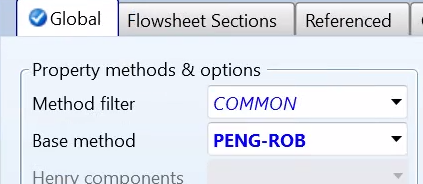 Global Flowsheet Sections Referenced
Property methods & options
Method filter COMMON
Base method PENG-ROB
Henry components